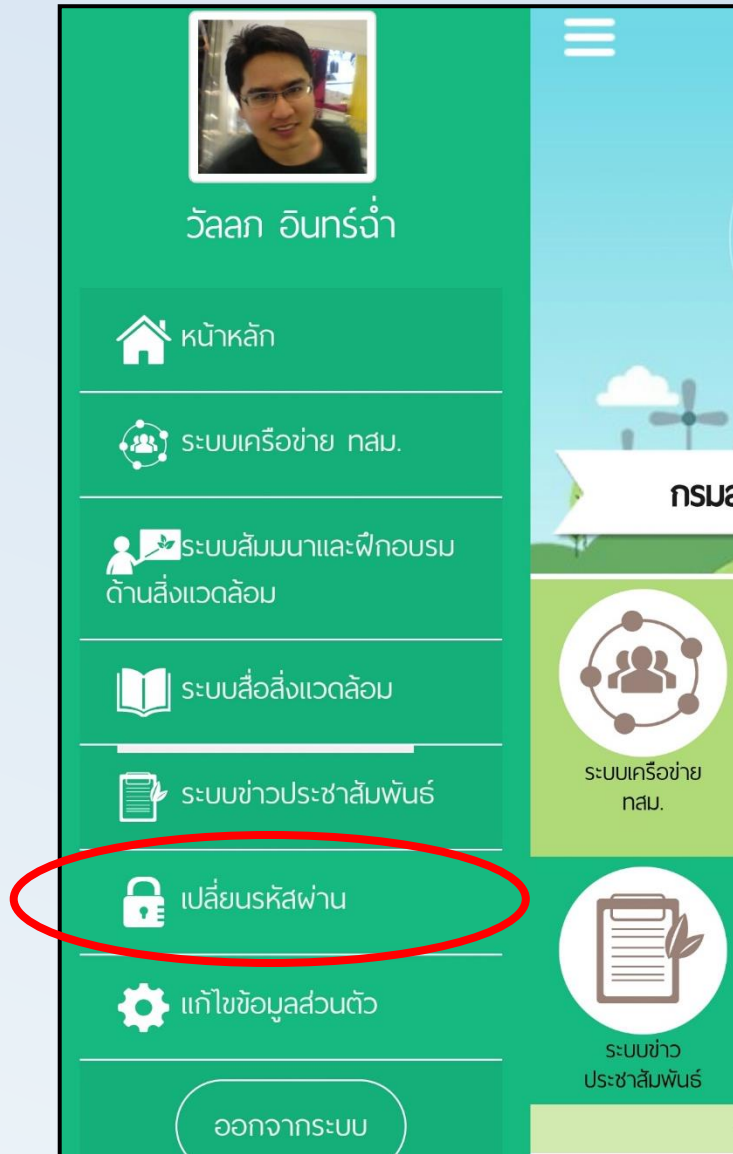 วัลลภ อินทร์ฉ่ำ
หน้าหลัก
ระบบเครือข่าย ทสม.
ระบบสัมมนาและฝึกอบรม
ด้านสิ่งแวดล้อม
ระบบสื่อสิ่งแวดล้อม
ระบบข่าวประชาสัมพันธ์
เปลี่ยนรหัสผ่าน
แก้ไขข้อมูลส่วนตัว
ออกจากระบบ
กรมส
ระบบเครือข่าย
ทสม.
ระบบข่าว
ประชาสัมพันธ์